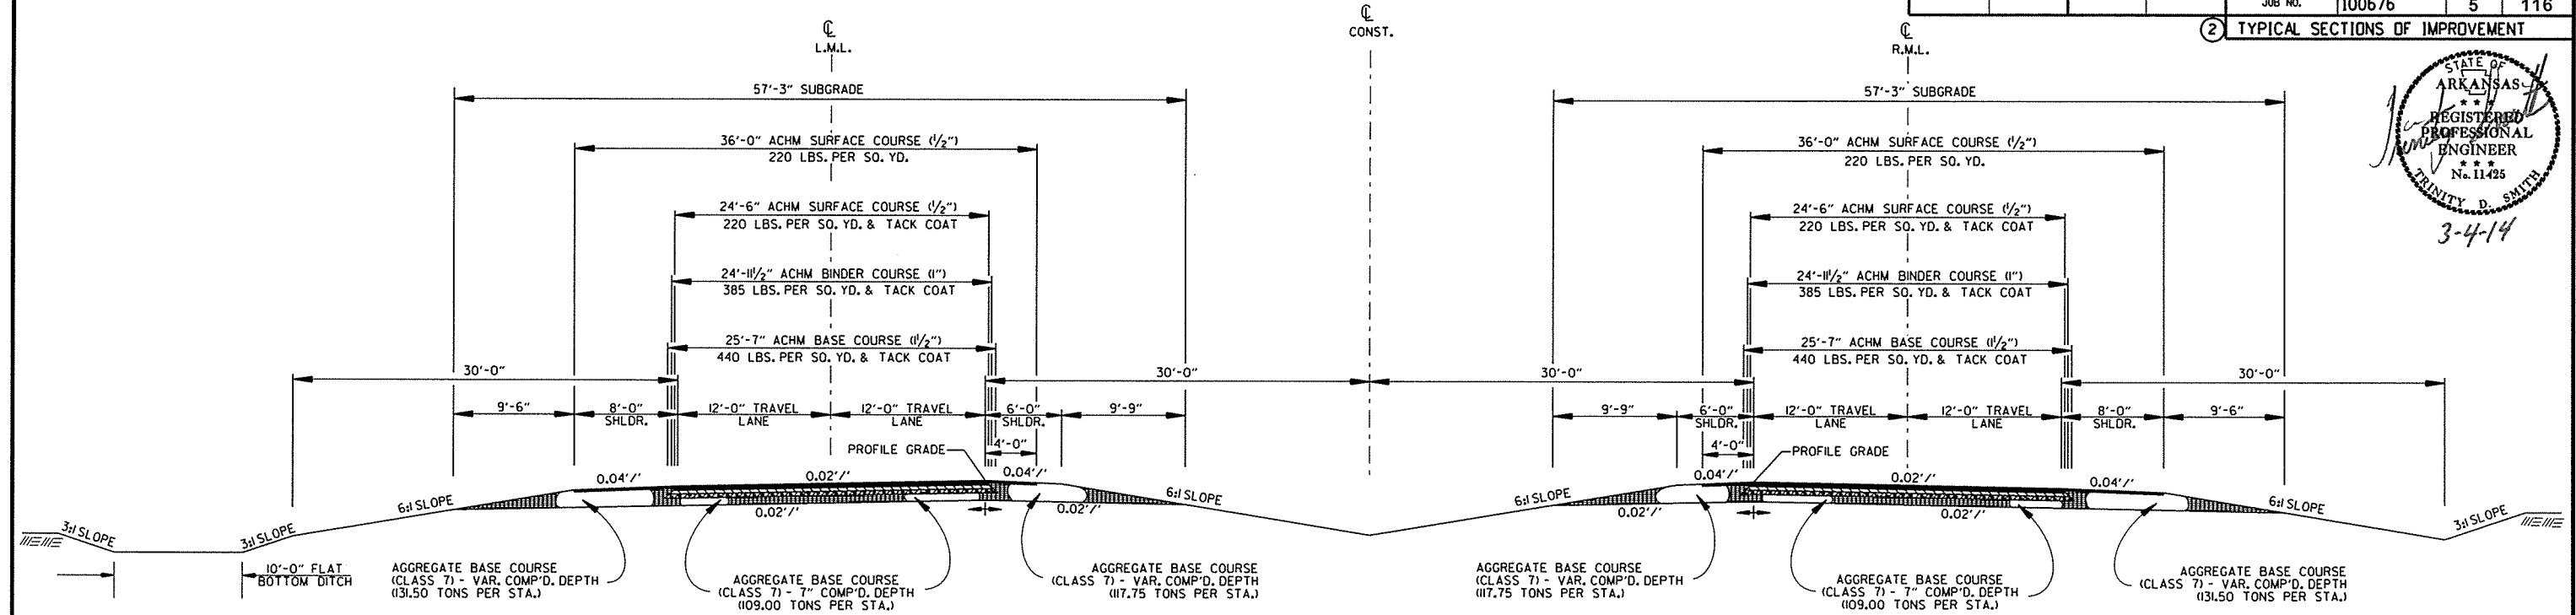 JOB NO. 100676 5 116
2 TYPICAL SECTIONS OF IMPROVEMENT
STATE OF
ARKANSAS
REGISTERED
PROFESSIONAL
ENGINEER
No. 11425
TRINITY D. SMITH
3-4-14
℄
L.M.L.
℄
CONST.
℄
R.M.L.
57'-3" SUBGRADE
36'-0" ACHM SURFACE COURSE (1/2")
220 LBS. PER SQ. YD.
24'-6" ACHM SURFACE COURSE (1/2")
220 LBS. PER SQ. YD. & TACK COAT
24'-11 1/2" ACHM BINDER COURSE (1")
385 LBS. PER SQ. YD. & TACK COAT
25'-7" ACHM BASE COURSE (1 1/2")
440 LBS. PER SQ. YD. & TACK COAT
30'-0"
30'-0"
9'-6"
8'-0"
SHLDR.
12'-0" TRAVEL
LANE
12'-0" TRAVEL
LANE
6'-0"
SHLDR.
9'-9"
4'-0"
PROFILE GRADE
0.04'/'
0.02'/'
0.04'/'
3:1 SLOPE
3:1 SLOPE
6:1 SLOPE
0.02'/'
0.02'/'
6:1 SLOPE
10'-0" FLAT
BOTTOM DITCH
AGGREGATE BASE COURSE
(CLASS 7) - VAR. COMP'D. DEPTH
(131.50 TONS PER STA.)
AGGREGATE BASE COURSE
(CLASS 7) - 7" COMP'D. DEPTH
(109.00 TONS PER STA.)
AGGREGATE BASE COURSE
(CLASS 7) - VAR. COMP'D. DEPTH
(117.75 TONS PER STA.)
57'-3" SUBGRADE
36'-0" ACHM SURFACE COURSE (1/2")
220 LBS. PER SQ. YD.
24'-6" ACHM SURFACE COURSE (1/2")
220 LBS. PER SQ. YD. & TACK COAT
24'-11 1/2" ACHM BINDER COURSE (1")
385 LBS. PER SQ. YD. & TACK COAT
25'-7" ACHM BASE COURSE (1 1/2")
440 LBS. PER SQ. YD. & TACK COAT
30'-0"
30'-0"
9'-9"
6'-0"
SHLDR.
12'-0" TRAVEL
LANE
12'-0" TRAVEL
LANE
8'-0"
SHLDR.
9'-6"
4'-0"
PROFILE GRADE
0.04'/'
0.02'/'
0.04'/'
6:1 SLOPE
0.02'/'
0.02'/'
6:1 SLOPE
3:1 SLOPE
AGGREGATE BASE COURSE
(CLASS 7) - VAR. COMP'D. DEPTH
(117.75 TONS PER STA.)
AGGREGATE BASE COURSE
(CLASS 7) - 7" COMP'D. DEPTH
(109.00 TONS PER STA.)
AGGREGATE BASE COURSE
(CLASS 7) - VAR. COMP'D. DEPTH
(131.50 TONS PER STA.)